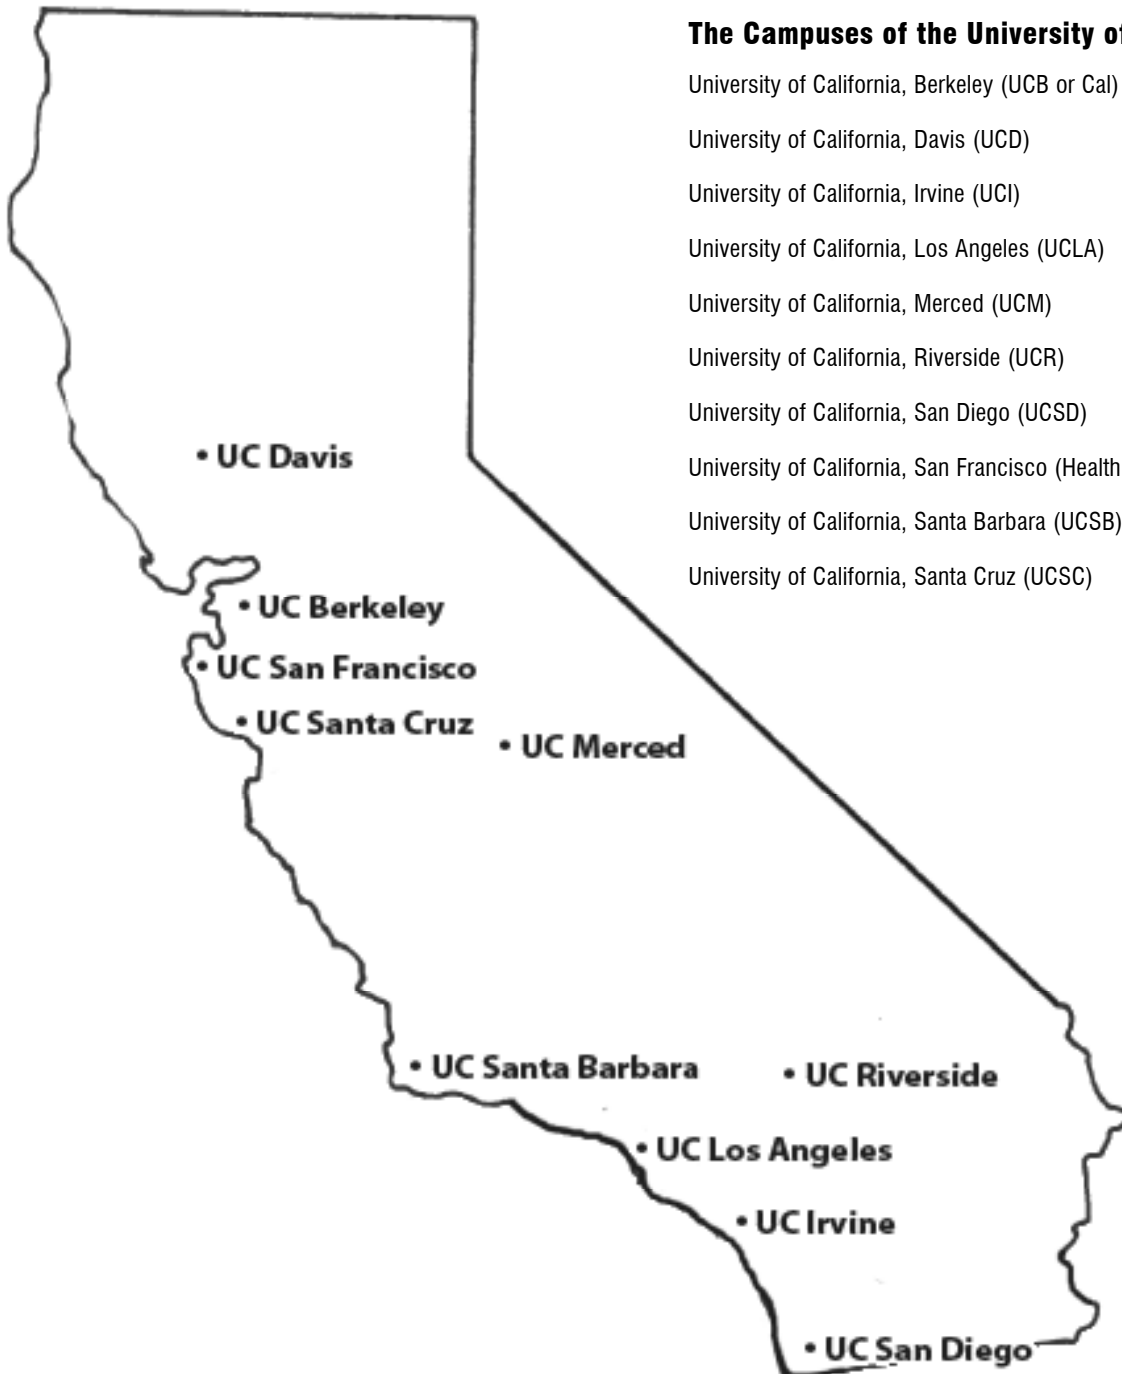 The Campuses of the University of
University of California, Berkeley (UCB or Cal)
University of California, Davis (UCD)
University of California, Irvine (UCI)
University of California, Los Angeles (UCLA)
University of California, Merced (UCM)
University of California, Riverside (UCR)
University of California, San Diego (UCSD)
University of California, San Francisco (Health
University of California, Santa Barbara (UCSB)
University of California, Santa Cruz (UCSC)
• UC Davis
• UC Berkeley
• UC San Francisco
• UC Santa Cruz
• UC Merced
• UC Santa Barbara
• UC Riverside
• UC Los Angeles
• UC Irvine
• UC San Diego